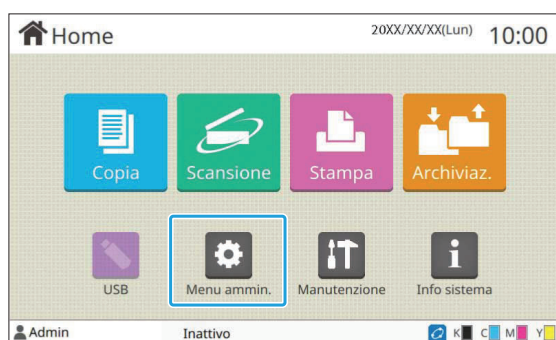 Home
20XX/XX/XX(Lun) 10:00
Copia
Scansione
Stampa
Archiviaz.
USB
Menu ammin.
Manutenzione
Info sistema
Admin
Inattivo
K C M Y